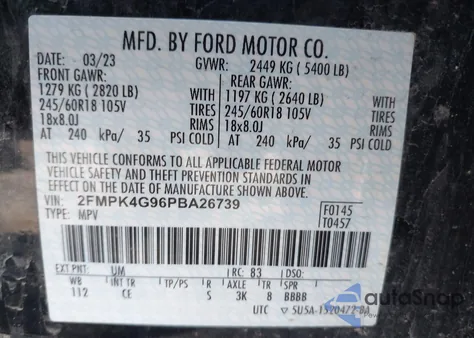 MFD. BY FORD MOTOR CO.
DATE: 03/23 GVWR: 2449 KG ( 5400 LB)
FRONT GAWR: REAR GAWR:
1279 KG ( 2820 LB) WITH 1197 KG ( 2640 LB) WITH
245/60R18 105V TIRES 245/60R18 105V TIRES
18x8.0J RIMS 18x8.0J RIMS
AT 240 kPa/ 35 PSI COLD AT 240 kPa/ 35 PSI COLD
THIS VEHICLE CONFORMS TO ALL APPLICABLE FEDERAL MOTOR
VEHICLE SAFETY AND THEFT PREVENTION STANDARDS IN EFFECT
ON THE DATE OF MANUFACTURE SHOWN ABOVE.
VIN: 2FMPK4G96PBA26739 F0145
TYPE: MPV T0457
EXT PNT: UM RC: 83 DSO:
WB INT TR TP/PS R AXLE TR SPR
112 CE S 3K 8 BBBB
UTC
autoSnap